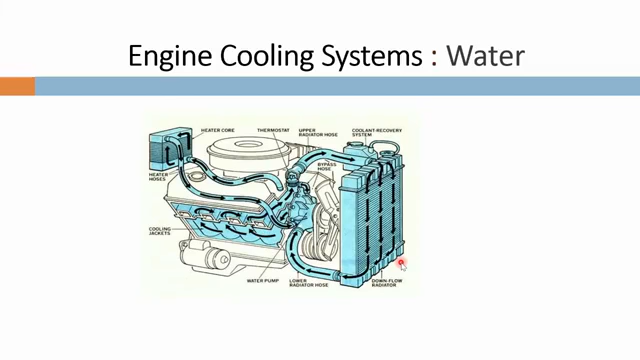 Engine Cooling Systems : Water
HEATER CORE
THERMOSTAT
UPPER
RADIATOR HOSE
COOLANT-RECOVERY
SYSTEM
BYPASS
HOSE
HEATER
HOSES
COOLING
JACKETS
WATER PUMP
LOWER
RADIATOR HOSE
DOWN-FLOW
RADIATOR